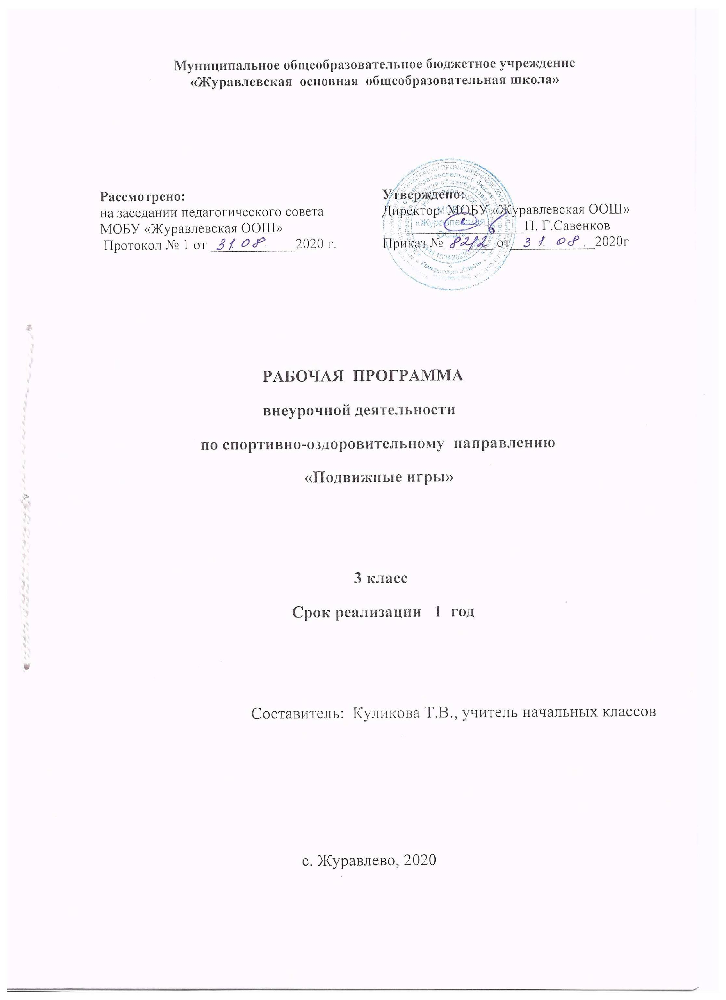 Муниципальное общеобразовательное бюджетное учреждение
«Журавлевская основная общеобразовательная школа»
Рассмотрено:
на заседании педагогического совета
МОБУ «Журавлевская ООШ»
Протокол № 1 от 31.08. 2020 г.
Утверждено:
Директор МОБУ «Журавлевская ООШ»
П. Г.Савенков
Приказ № 82/2 от 31. 08. 2020г
МОБУ
«Журавлевская
ООШ»
Кемеровская область
РАБОЧАЯ ПРОГРАММА
внеурочной деятельности
по спортивно-оздоровительному направлению
«Подвижные игры»
3 класс
Срок реализации 1 год
Составитель: Куликова Т.В., учитель начальных классов
с. Журавлево, 2020